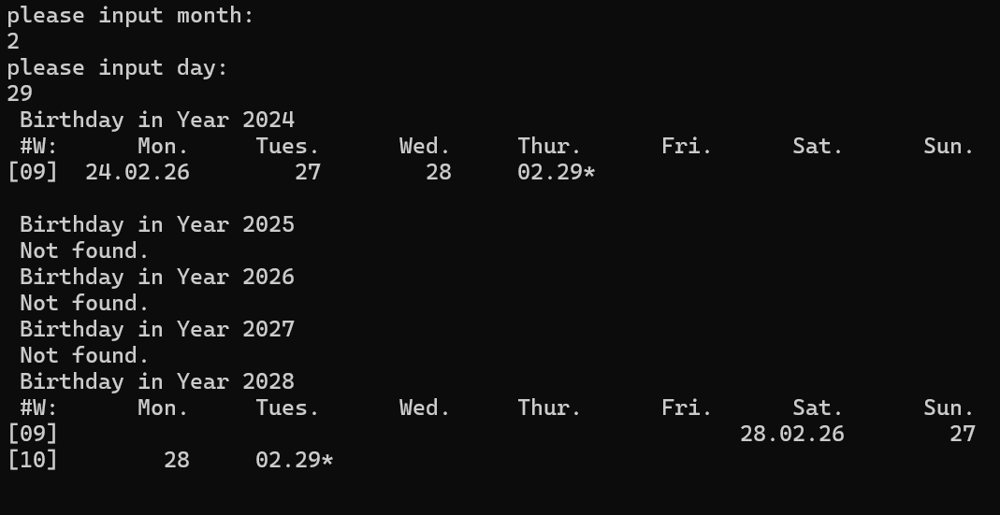 please input month:
2
please input day:
29
 Birthday in Year 2024
 #W:      Mon.     Tues.      Wed.     Thur.      Fri.      Sat.      Sun.
[09]  24.02.26        27        28     02.29*

 Birthday in Year 2025
 Not found.
 Birthday in Year 2026
 Not found.
 Birthday in Year 2027
 Not found.
 Birthday in Year 2028
 #W:      Mon.     Tues.      Wed.     Thur.      Fri.      Sat.      Sun.
[09]                                                    28.02.26        27
[10]        28     02.29*